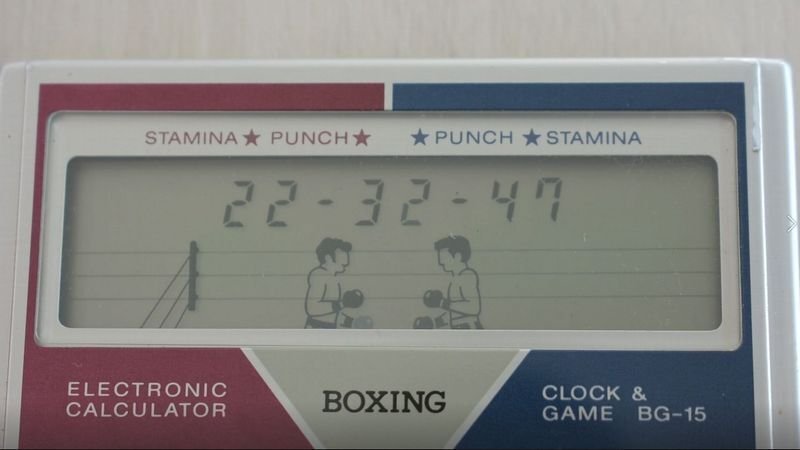 STAMINA★ PUNCH★ ★PUNCH ★STAMINA
22-32-47
ELECTRONIC
CALCULATOR
BOXING
CLOCK &
GAME BG-15